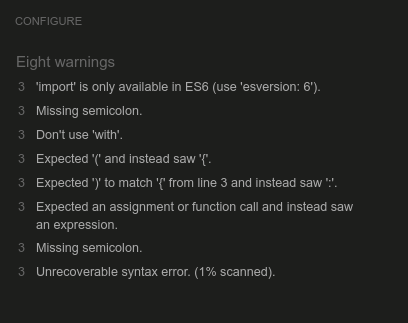 CONFIGURE
Eight warnings
3 'import' is only available in ES6 (use 'esversion: 6').
3 Missing semicolon.
3 Don't use 'with'.
3 Expected '(' and instead saw '{'.
3 Expected ')' to match '{' from line 3 and instead saw ':'.
3 Expected an assignment or function call and instead saw
an expression.
3 Missing semicolon.
3 Unrecoverable syntax error. (1% scanned).